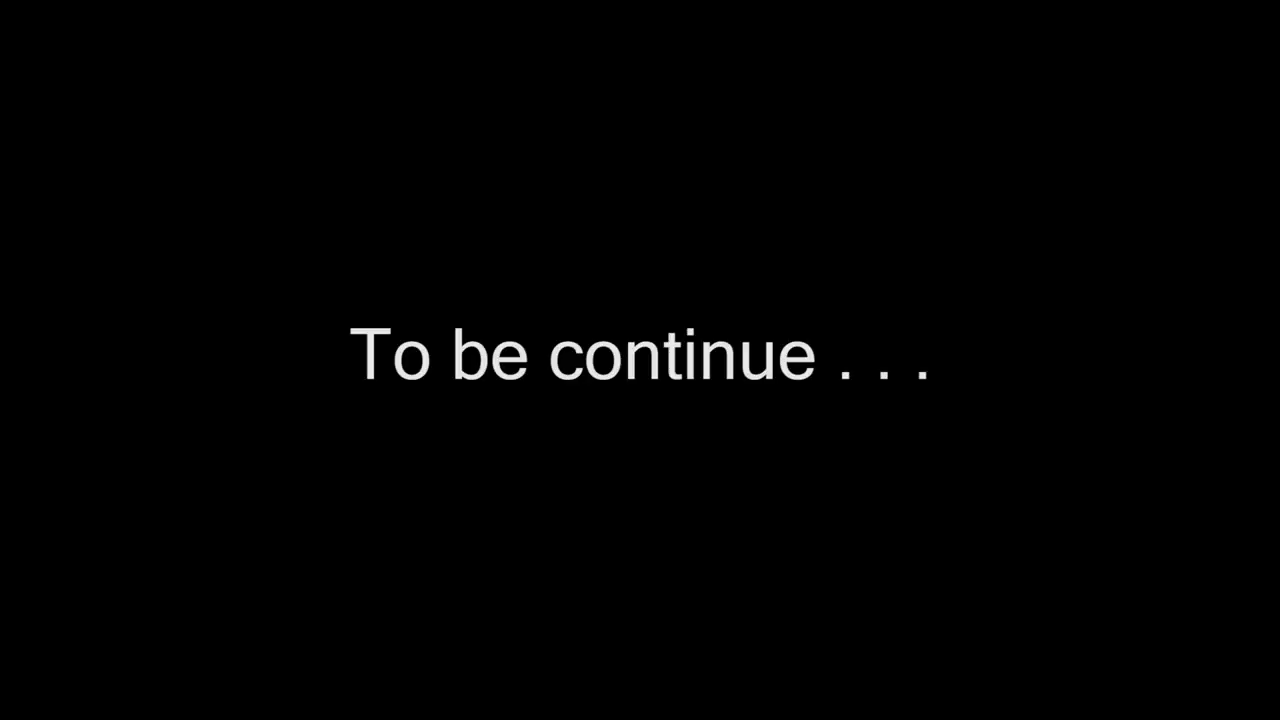 To be continue . . .